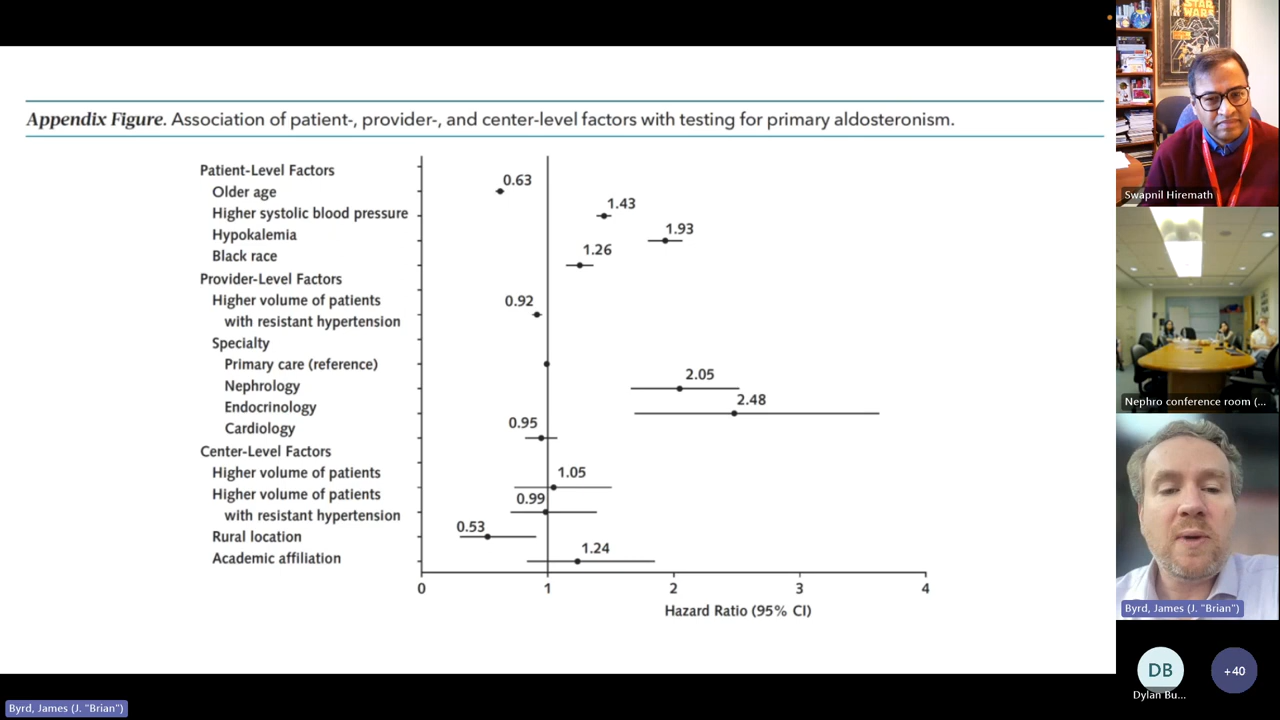 Appendix Figure. Association of patient-, provider-, and center-level factors with testing for primary aldosteronism.
Patient-Level Factors
Older age
0.63
Higher systolic blood pressure
1.43
Hypokalemia
1.93
Black race
1.26
Provider-Level Factors
Higher volume of patients
with resistant hypertension
0.92
Specialty
Primary care (reference)
Nephrology
2.05
Endocrinology
2.48
Cardiology
0.95
Center-Level Factors
Higher volume of patients
1.05
Higher volume of patients
with resistant hypertension
0.99
Rural location
0.53
Academic affiliation
1.24
0 1 2 3 4
Hazard Ratio (95% CI)
STAR
WARS
Swapnil Hiremath
Nephro conference room (...
Byrd, James (J. "Brian")
DB
+40
Dylan Bu...
Byrd, James (J. "Brian")